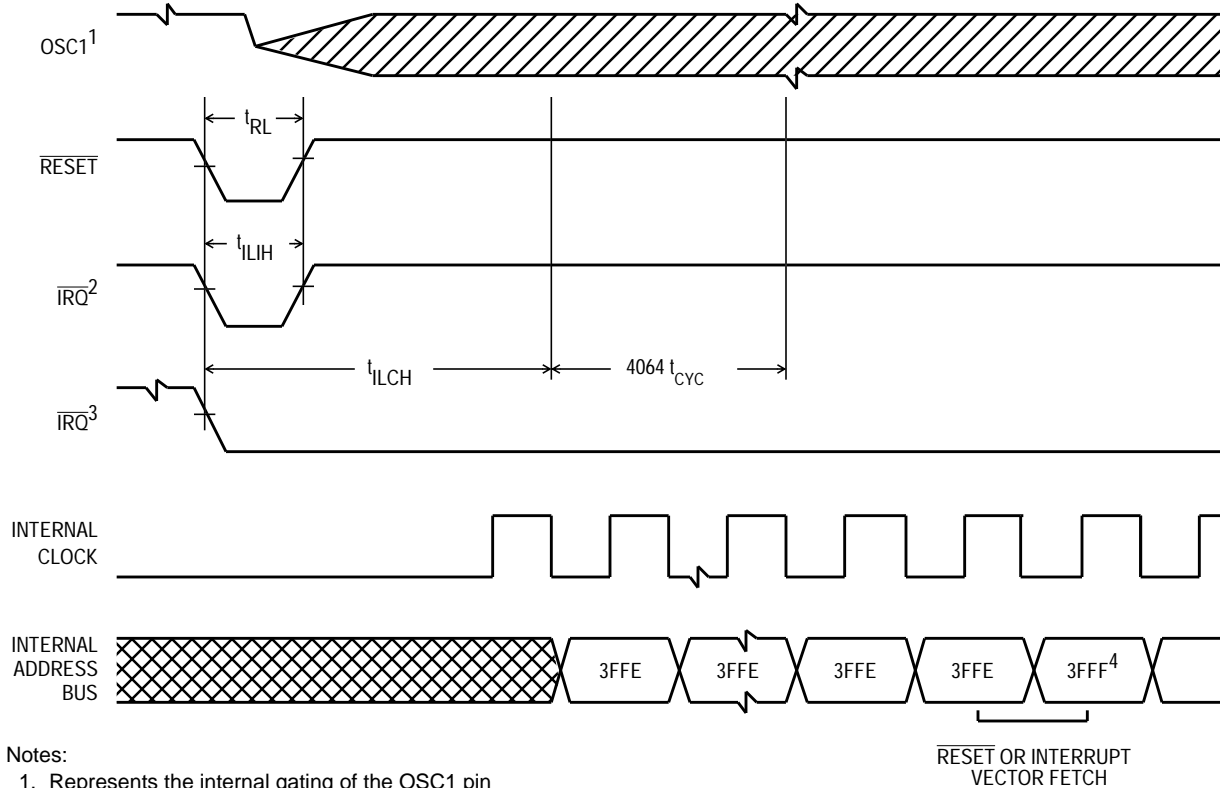 OSC1¹
t_RL
RESET
t_ILIH
IRQ²
t_ILCH
4064 t_CYC
IRQ³
INTERNAL
CLOCK
INTERNAL
ADDRESS
BUS
3FFE 3FFE 3FFE 3FFE 3FFF⁴
RESET OR INTERRUPT
VECTOR FETCH
Notes:
1. Represents the internal gating of the OSC1 pin